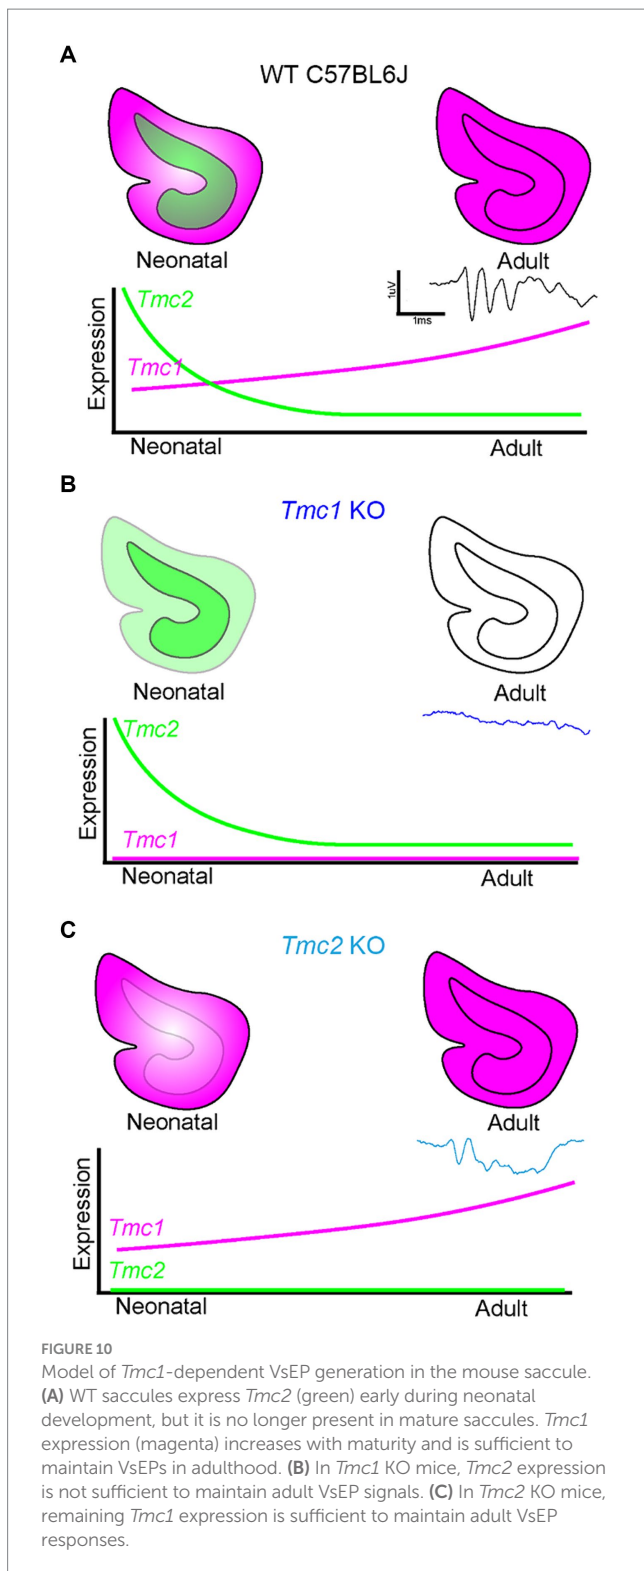 A
WT C57BL6J
Neonatal
Adult
Tmc2
1uV
1ms
Tmc1
Expression
Neonatal
Adult
B
Tmc1 KO
Neonatal
Adult
Tmc2
Expression
Tmc1
Neonatal
Adult
C
Tmc2 KO
Neonatal
Adult
Expression
Tmc1
Tmc2
Neonatal
Adult
FIGURE 10
Model of Tmc1-dependent VsEP generation in the mouse saccule.
(A) WT saccules express Tmc2 (green) early during neonatal
development, but it is no longer present in mature saccules. Tmc1
expression (magenta) increases with maturity and is sufficient to
maintain VsEPs in adulthood. (B) In Tmc1 KO mice, Tmc2 expression
is not sufficient to maintain adult VsEP signals. (C) In Tmc2 KO mice,
remaining Tmc1 expression is sufficient to maintain adult VsEP
responses.